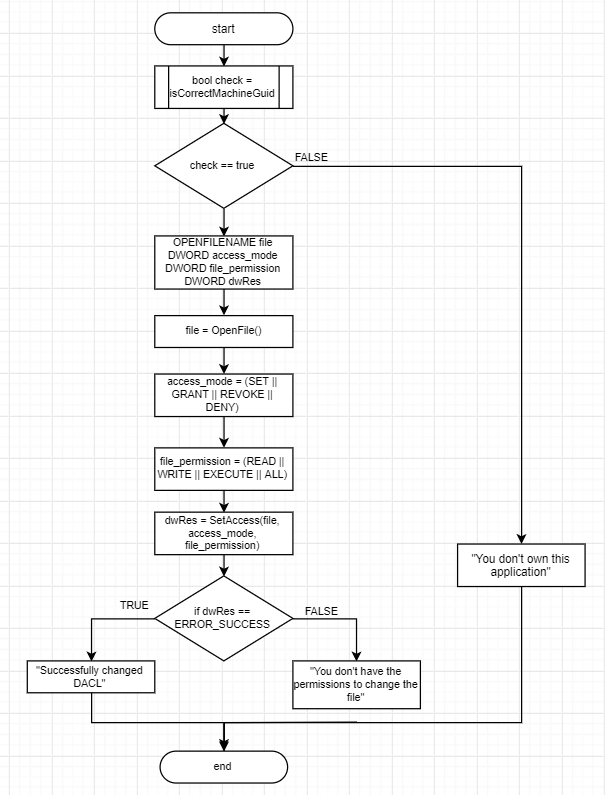 start
bool check =
isCorrectMachineGuid
check == true
FALSE
OPENFILENAME file
DWORD access_mode
DWORD file_permission
DWORD dwRes
file = OpenFile()
access_mode = (SET ||
GRANT || REVOKE ||
DENY)
file_permission = (READ ||
WRITE || EXECUTE || ALL)
dwRes = SetAccess(file,
access_mode,
file_permission)
"You don't own this
application"
if dwRes ==
ERROR_SUCCESS
TRUE
FALSE
"Successfully changed
DACL"
"You don't have the
permissions to change the
file"
end